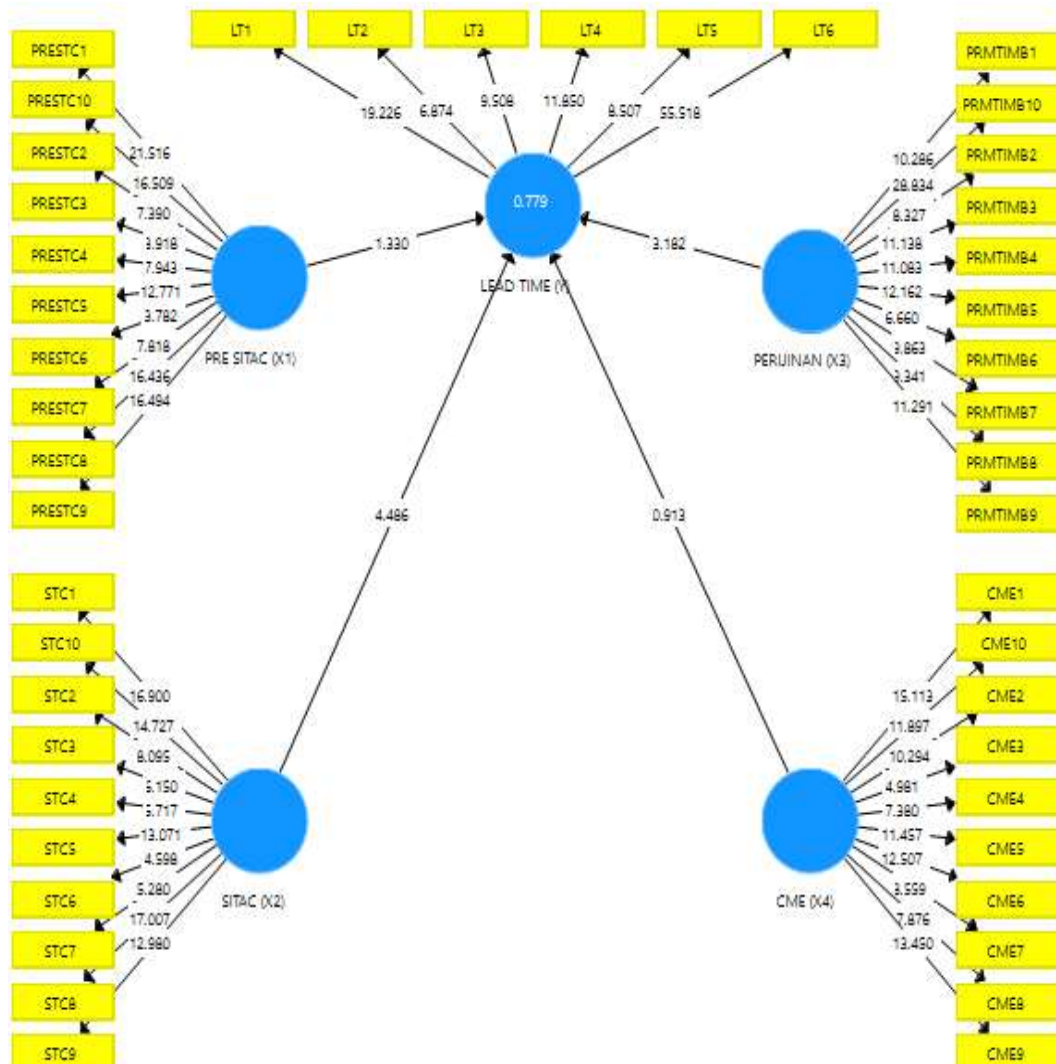 LT1
LT2
LT3
LT4
LT5
LT6
19.226
6.874
9.508
11.850
8.507
55.518
PRESTC1
PRESTC10
PRESTC2
PRESTC3
PRESTC4
PRESTC5
PRESTC6
PRESTC7
PRESTC8
PRESTC9
21.516
16.509
7.390
3.918
7.943
12.771
3.782
7.818
16.436
16.494
PRE SITAC (X1)
1.330
0.779
LEAD TIME (Y)
3.182
PERIJINAN (X3)
10.286
28.834
8.327
11.138
11.083
12.162
6.660
3.863
11.291
PRMTIMB1
PRMTIMB10
PRMTIMB2
PRMTIMB3
PRMTIMB4
PRMTIMB5
PRMTIMB6
PRMTIMB7
PRMTIMB8
PRMTIMB9
4.486
0.913
STC1
STC10
STC2
STC3
STC4
STC5
STC6
STC7
STC8
STC9
16.900
14.727
8.095
13.071
4.598
5.280
17.007
12.980
SITAC (X2)
CME (X4)
15.113
11.897
10.294
4.981
7.380
11.457
12.507
3.559
7.876
13.450
CME1
CME10
CME2
CME3
CME4
CME5
CME6
CME7
CME8
CME9